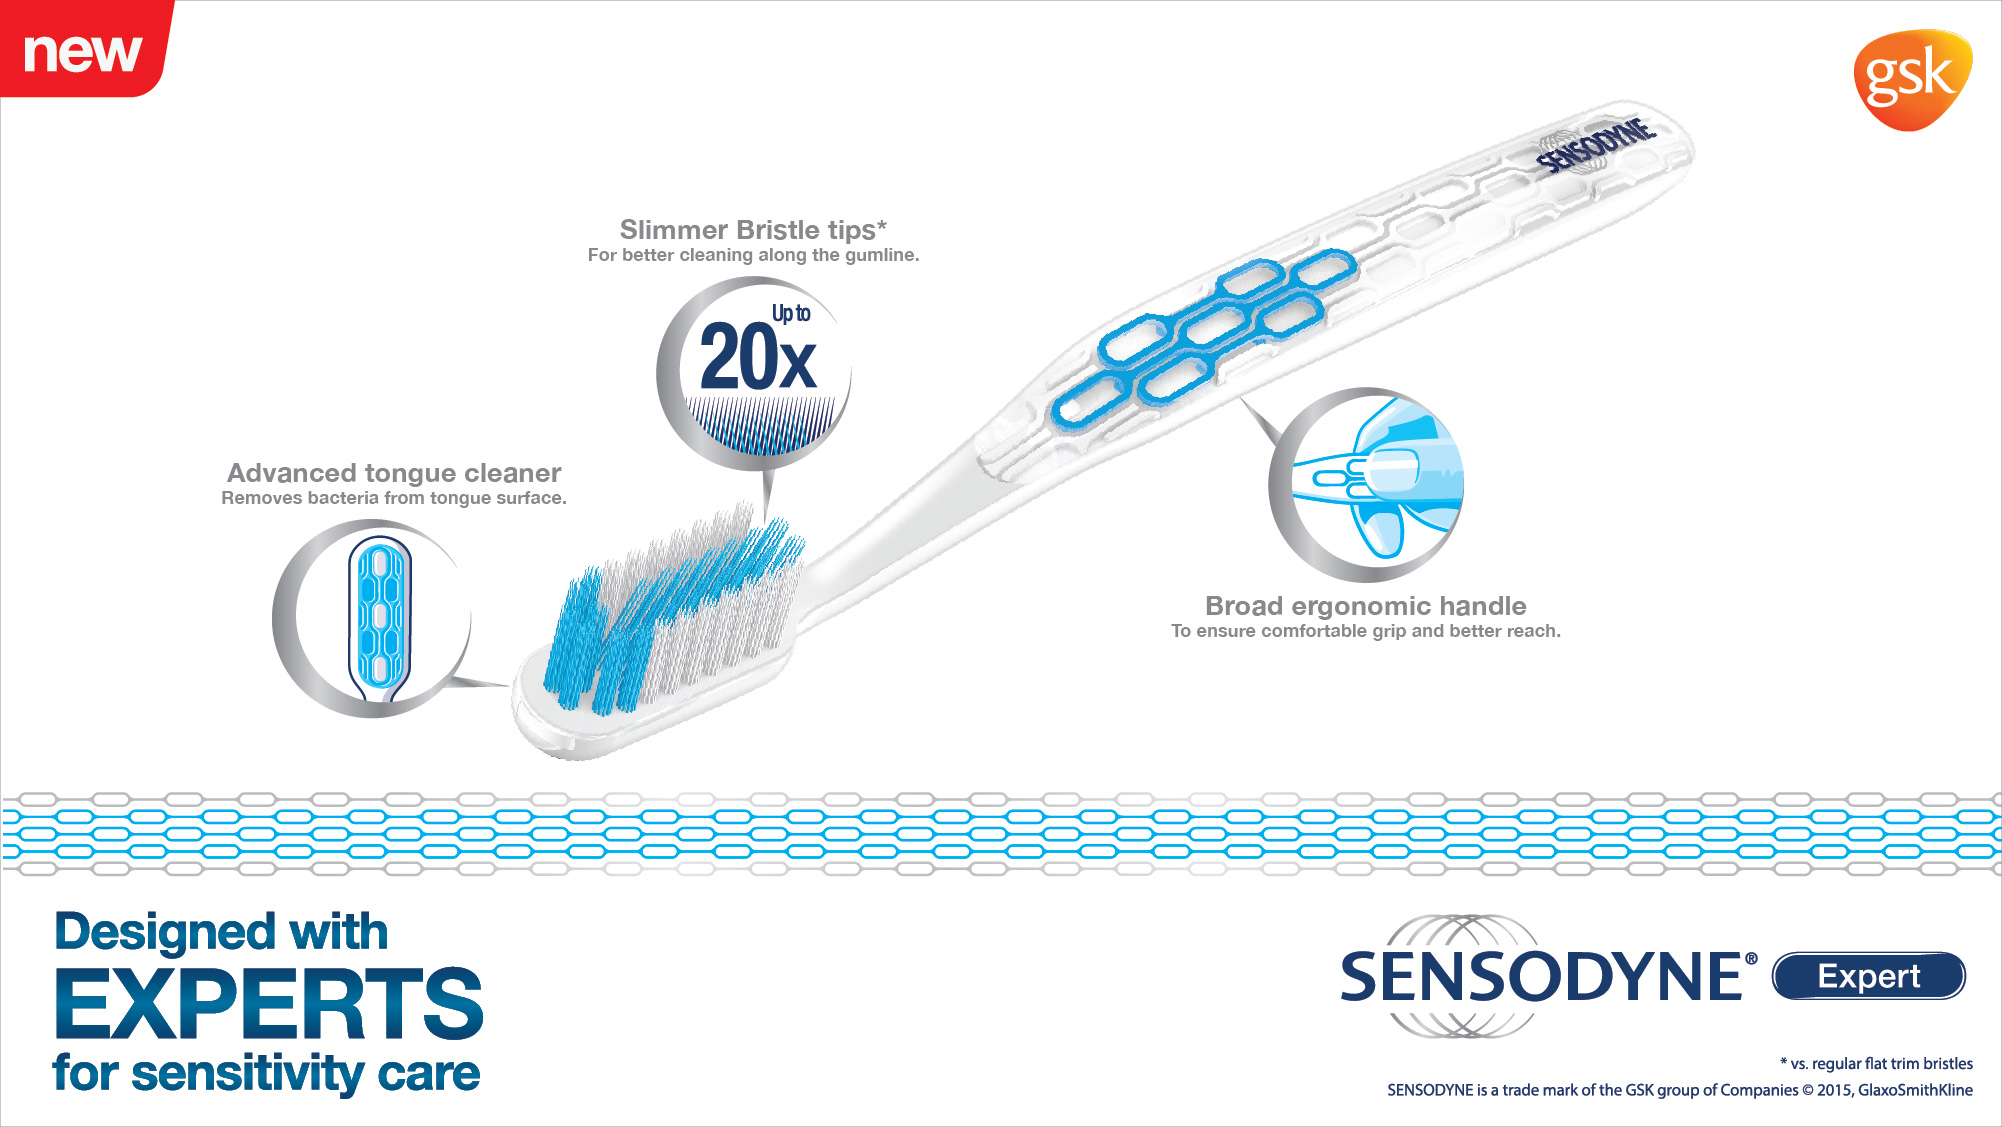 new
gsk
SENSODYNE
Slimmer Bristle tips*
For better cleaning along the gumline.
Up to
20x
Advanced tongue cleaner
Removes bacteria from tongue surface.
Broad ergonomic handle
To ensure comfortable grip and better reach.
Designed with
EXPERTS
for sensitivity care
SENSODYNE® Expert
* vs. regular flat trim bristles
SENSODYNE is a trade mark of the GSK group of Companies © 2015, GlaxoSmithKline